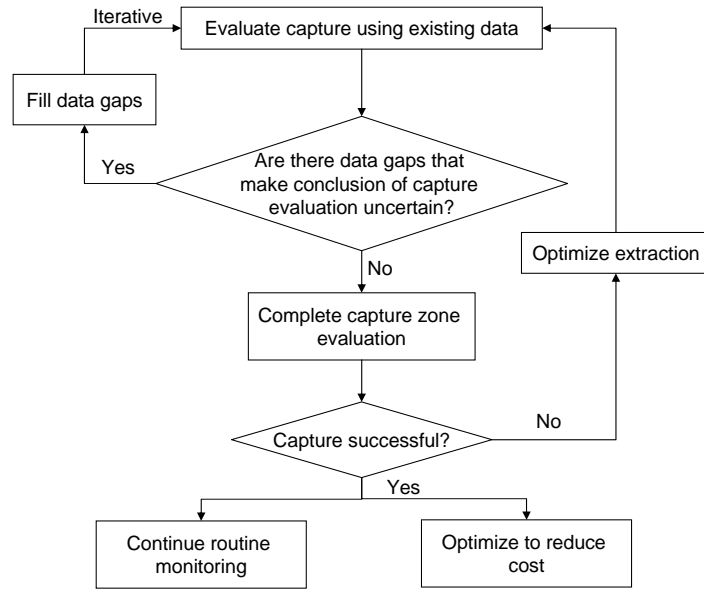 Iterative
Evaluate capture using existing data
Fill data gaps
Yes
Are there data gaps that
make conclusion of capture
evaluation uncertain?
Optimize extraction
No
Complete capture zone
evaluation
Capture successful?
No
Yes
Continue routine
monitoring
Optimize to reduce
cost